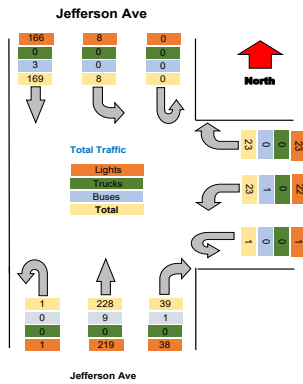 Jefferson Ave
166 8 0
0 0 0
3 0 0
169 8 0
North
Total Traffic
Lights
Trucks
Buses
Total
23 0 0 23
23 1 0 22
1 0 0 1
1 228 39
0 9 1
0 0 0
1 219 38
Jefferson Ave